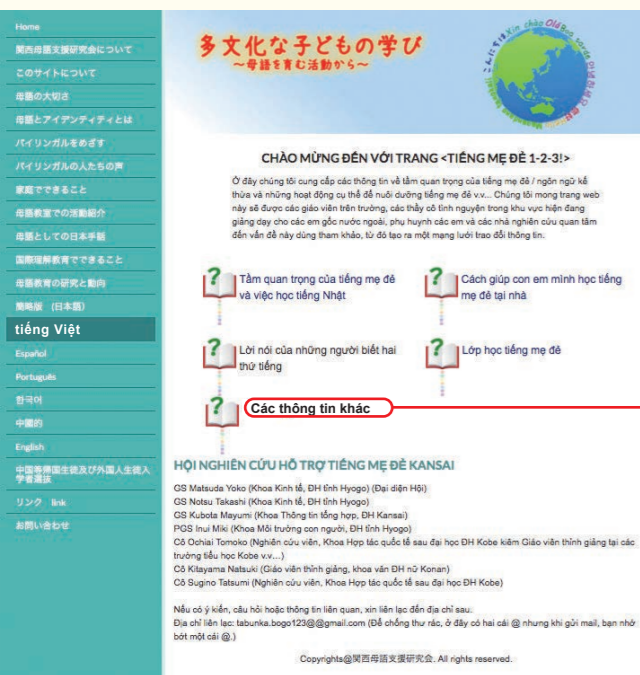 Home
関西母語支援研究会について
このサイトについて
母語の大切さ
母語とアイデンティティとは
バイリンガルをめざす
バイリンガルの人たちの声
家庭でできること
母語教室での活動紹介
母語としての日本手話
国際理解教育でできること
母語教育の研究と動向
簡略版 (日本語)
tiếng Việt
Español
Português
한국어
中國的
English
中国帰国生徒及び外国人生徒入
学者選抜
リンク link
お問い合わせ
多文化な子どもの学び
~母語を育む活動から~
CHÀO MỪNG ĐẾN VỚI TRANG <TIẾNG MẸ ĐẺ 1-2-3!>
Ở đây chúng tôi cung cấp các thông tin về tầm quan trọng của tiếng mẹ đẻ / ngôn ngữ kế
thừa và những hoạt động cụ thể để nuôi dưỡng tiếng mẹ đẻ v.v... Chúng tôi mong trang web
này sẽ được các giáo viên trên trường, các thầy cô tình nguyện trong khu vực hiện đang
giảng dạy cho các em gốc nước ngoài, phụ huynh các em và các nhà nghiên cứu quan tâm
đến vấn đề này dùng tham khảo, từ đó tạo ra một mạng lưới trao đổi thông tin.
Tầm quan trọng của tiếng mẹ đẻ
và việc học tiếng Nhật
Cách giúp con em mình học tiếng
mẹ đẻ tại nhà
Lời nói của những người biết hai
thứ tiếng
Lớp học tiếng mẹ đẻ
Các thông tin khác
HỘI NGHIÊN CỨU HỖ TRỢ TIẾNG MẸ ĐẺ KANSAI
GS Matsuda Yoko (Khoa Kinh tế, ĐH tỉnh Hyogo) (Đại diện Hội)
GS Notsu Takashi (Khoa Kinh tế, ĐH tỉnh Hyogo)
GS Kubota Mayumi (Khoa Thông tin tổng hợp, ĐH Kansai)
PGS Inui Miki (Khoa Môi trường con người, ĐH tỉnh Hyogo)
Cô Ochiai Tomoko (Nghiên cứu viên, Khoa Hợp tác quốc tế sau đại học ĐH Kobe kiêm Giáo viên thỉnh giảng tại các
trường tiểu học Kobe v.v...)
Cô Kitayama Natsuki (Giáo viên thỉnh giảng, khoa văn ĐH nữ Konan)
Cô Sugino Tatsumi (Nghiên cứu viên, Khoa Hợp tác quốc tế sau đại học ĐH Kobe)
Nếu có ý kiến, câu hỏi hoặc thông tin liên quan, xin liên lạc đến địa chỉ sau.
Địa chỉ liên lạc: tabunka.bogo123@@gmail.com (Để chống thư rác, ở đây có hai cái @ nhưng khi gửi mail, bạn nhớ
bớt một cái @.)
Copyrights@関西母語支援研究会. All rights reserved.